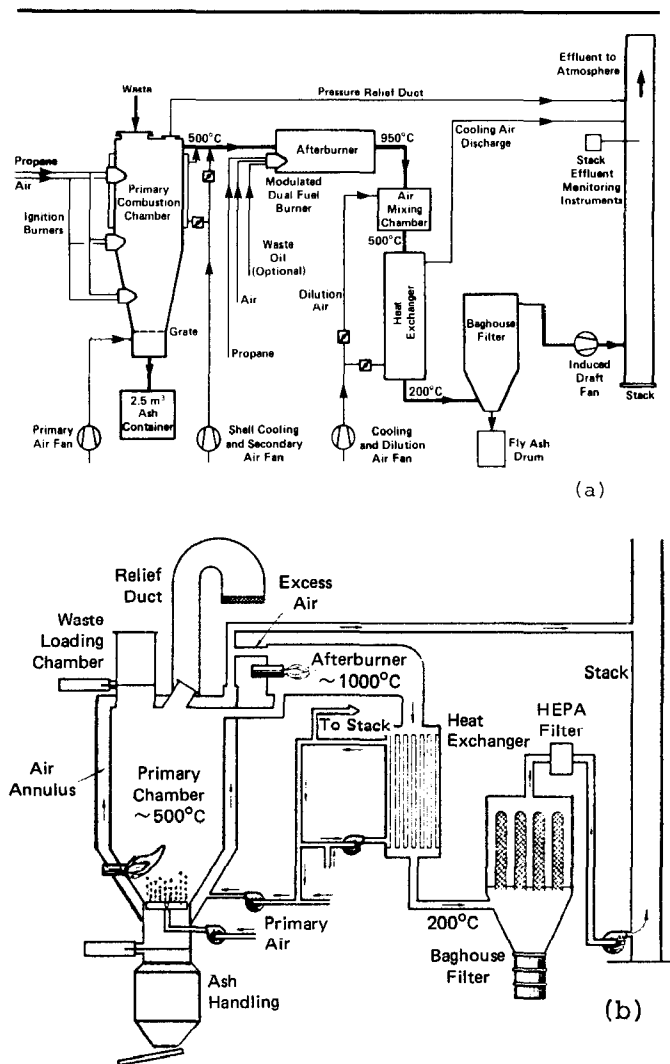 Effluent to
Atmosphere
Waste
Pressure Relief Duct
500°C
950°C
Cooling Air
Discharge
Afterburner
Propane
Air
Primary
Combustion
Chamber
Modulated
Dual Fuel
Burner
Air
Mixing
Chamber
Stack
Effluent
Monitoring
Instruments
Ignition
Burners
500°C
Waste
Oil
(Optional)
Dilution
Air
Heat
Exchanger
Baghouse
Filter
Air
Grate
Propane
Induced
Draft
Fan
Stack
200°C
2.5 m³
Ash
Container
Primary
Air Fan
Shell Cooling
and Secondary
Air Fan
Cooling
and Dilution
Air Fan
Fly Ash
Drum
(a)
Relief
Duct
Excess
Air
Waste
Loading
Chamber
Afterburner
~1000°C
Stack
To Stack
Heat
Exchanger
HEPA
Filter
Air
Annulus
Primary
Chamber
~500°C
200°C
Primary
Air
Baghouse
Filter
Ash
Handling
(b)